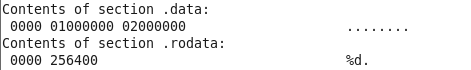 Contents of section .data:
 0000 01000000 02000000                    ........
Contents of section .rodata:
 0000 256400                               %d.